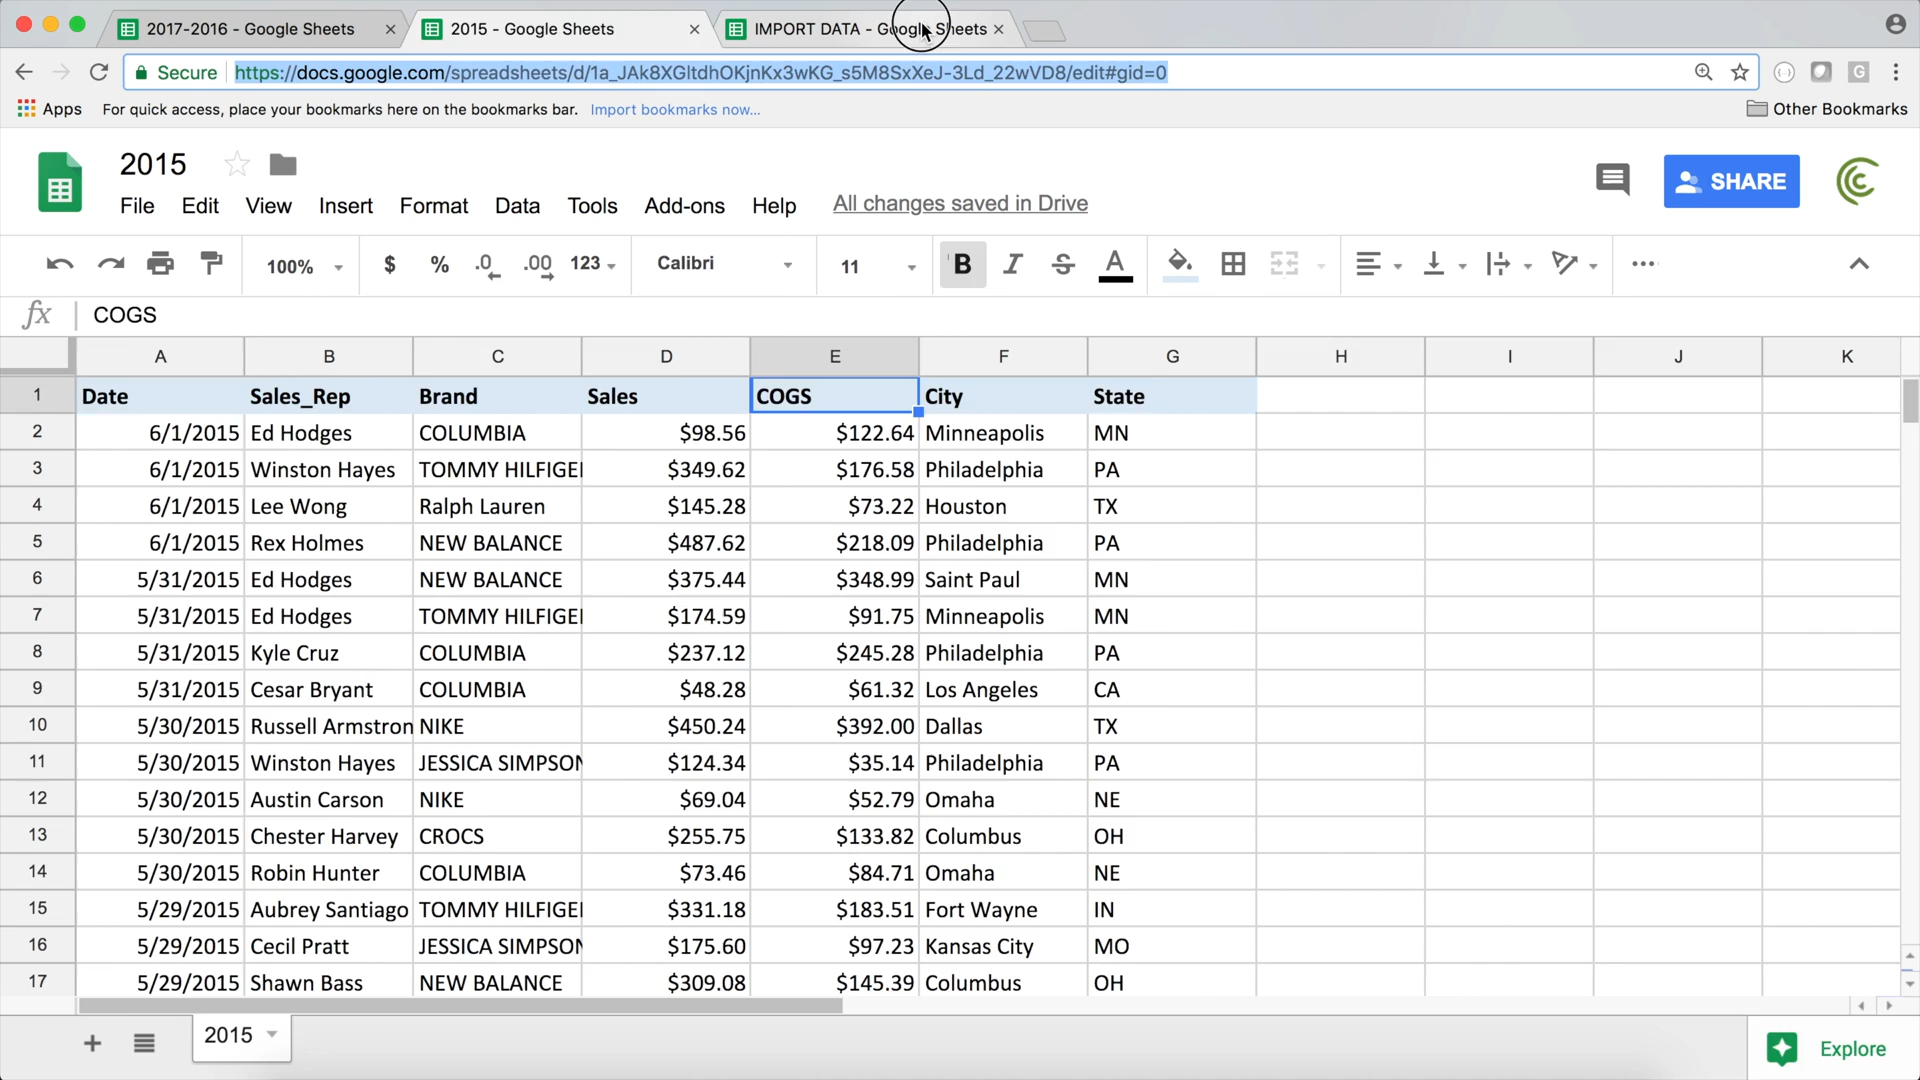 2017-2016 - Google Sheets 2015 - Google Sheets IMPORT DATA - Google Sheets
Secure https://docs.google.com/spreadsheets/d/1a_JAk8XGltdhOKjnKx3wKG_s5M8SxXeJ-3Ld_22wVD8/edit#gid=0
Apps For quick access, place your bookmarks here on the bookmarks bar. Import bookmarks now... Other Bookmarks
2015
File Edit View Insert Format Data Tools Add-ons Help All changes saved in Drive SHARE
100% $ % .0 .00 123 Calibri 11 B I S A
fx COGS
A B C D E F G H I J K
1 Date Sales_Rep Brand Sales COGS City State
2 6/1/2015 Ed Hodges COLUMBIA $98.56 $122.64 Minneapolis MN
3 6/1/2015 Winston Hayes TOMMY HILFIGE $349.62 $176.58 Philadelphia PA
4 6/1/2015 Lee Wong Ralph Lauren $145.28 $73.22 Houston TX
5 6/1/2015 Rex Holmes NEW BALANCE $487.62 $218.09 Philadelphia PA
6 5/31/2015 Ed Hodges NEW BALANCE $375.44 $348.99 Saint Paul MN
7 5/31/2015 Ed Hodges TOMMY HILFIGE $174.59 $91.75 Minneapolis MN
8 5/31/2015 Kyle Cruz COLUMBIA $237.12 $245.28 Philadelphia PA
9 5/31/2015 Cesar Bryant COLUMBIA $48.28 $61.32 Los Angeles CA
10 5/30/2015 Russell Armstron NIKE $450.24 $392.00 Dallas TX
11 5/30/2015 Winston Hayes JESSICA SIMPSON $124.34 $35.14 Philadelphia PA
12 5/30/2015 Austin Carson NIKE $69.04 $52.79 Omaha NE
13 5/30/2015 Chester Harvey CROCS $255.75 $133.82 Columbus OH
14 5/30/2015 Robin Hunter COLUMBIA $73.46 $84.71 Omaha NE
15 5/29/2015 Aubrey Santiago TOMMY HILFIGE $331.18 $183.51 Fort Wayne IN
16 5/29/2015 Cecil Pratt JESSICA SIMPSON $175.60 $97.23 Kansas City MO
17 5/29/2015 Shawn Bass NEW BALANCE $309.08 $145.39 Columbus OH
2015 Explore